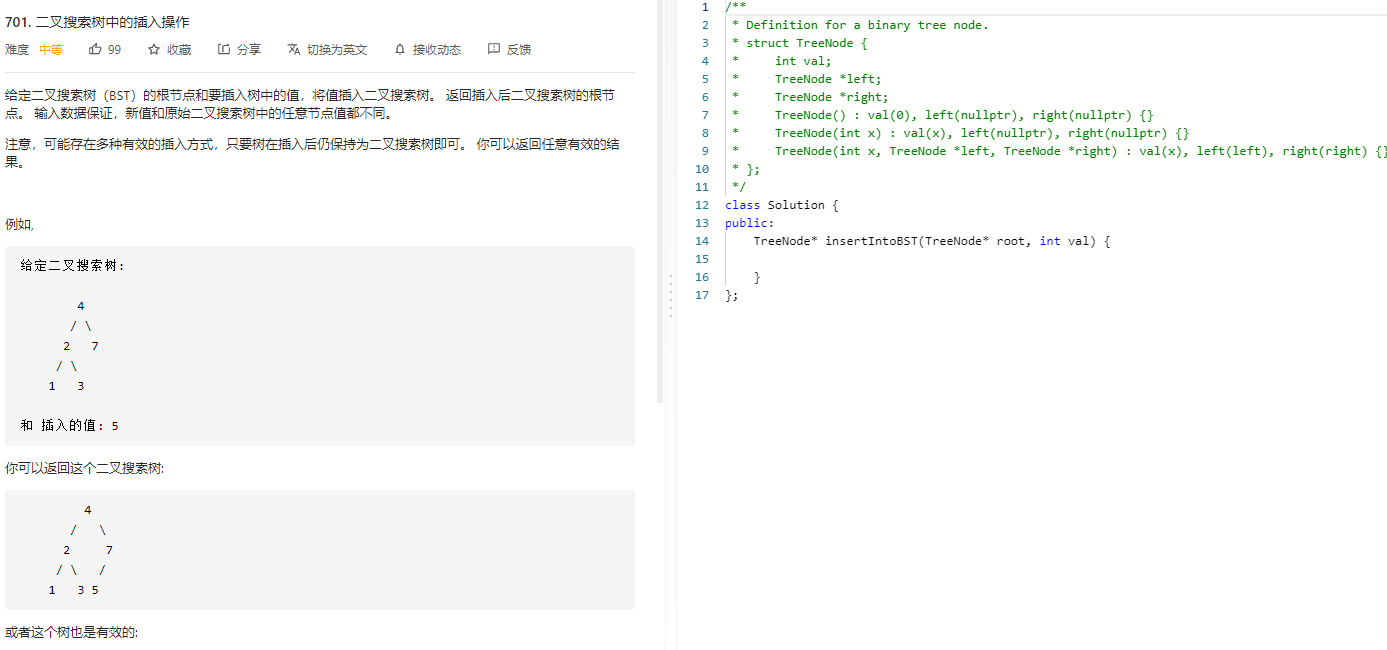 701. 二叉搜索树中的插入操作
难度 中等 99 收藏 分享 切换为英文 接收动态 反馈
给定二叉搜索树（BST）的根节点和要插入树中的值，将值插入二叉搜索树。 返回插入后二叉搜索树的根节
点。 输入数据保证，新值和原始二叉搜索树中的任意节点值都不同。
注意，可能存在多种有效的插入方式，只要树在插入后仍保持为二叉搜索树即可。 你可以返回任意有效的结
果。
例如,
给定二叉搜索树:
4
/ \
2 7
/ \
1 3
和 插入的值: 5
你可以返回这个二叉搜索树:
4
/ \
2 7
/ \ /
1 3 5
或者这个树也是有效的:
1 /**
2 * Definition for a binary tree node.
3 * struct TreeNode {
4 * int val;
5 * TreeNode *left;
6 * TreeNode *right;
7 * TreeNode() : val(0), left(nullptr), right(nullptr) {}
8 * TreeNode(int x) : val(x), left(nullptr), right(nullptr) {}
9 * TreeNode(int x, TreeNode *left, TreeNode *right) : val(x), left(left), right(right) {}
10 * };
11 */
12 class Solution {
13 public:
14 TreeNode* insertIntoBST(TreeNode* root, int val) {
15
16 }
17 };